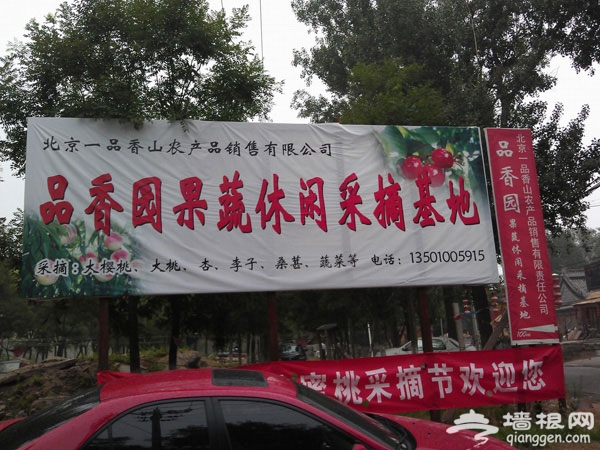 北京一品香山农产品销售有限公司
品香园果蔬休闲采摘基地
采摘：大樱桃、大桃、杏、李子、桑葚、蔬菜等 电话：13501005915
北京一品香山农产品销售有限责任公司
品香园
果蔬休闲采摘基地
100m
蜜桃采摘节欢迎您
墙根网
qianggen.com